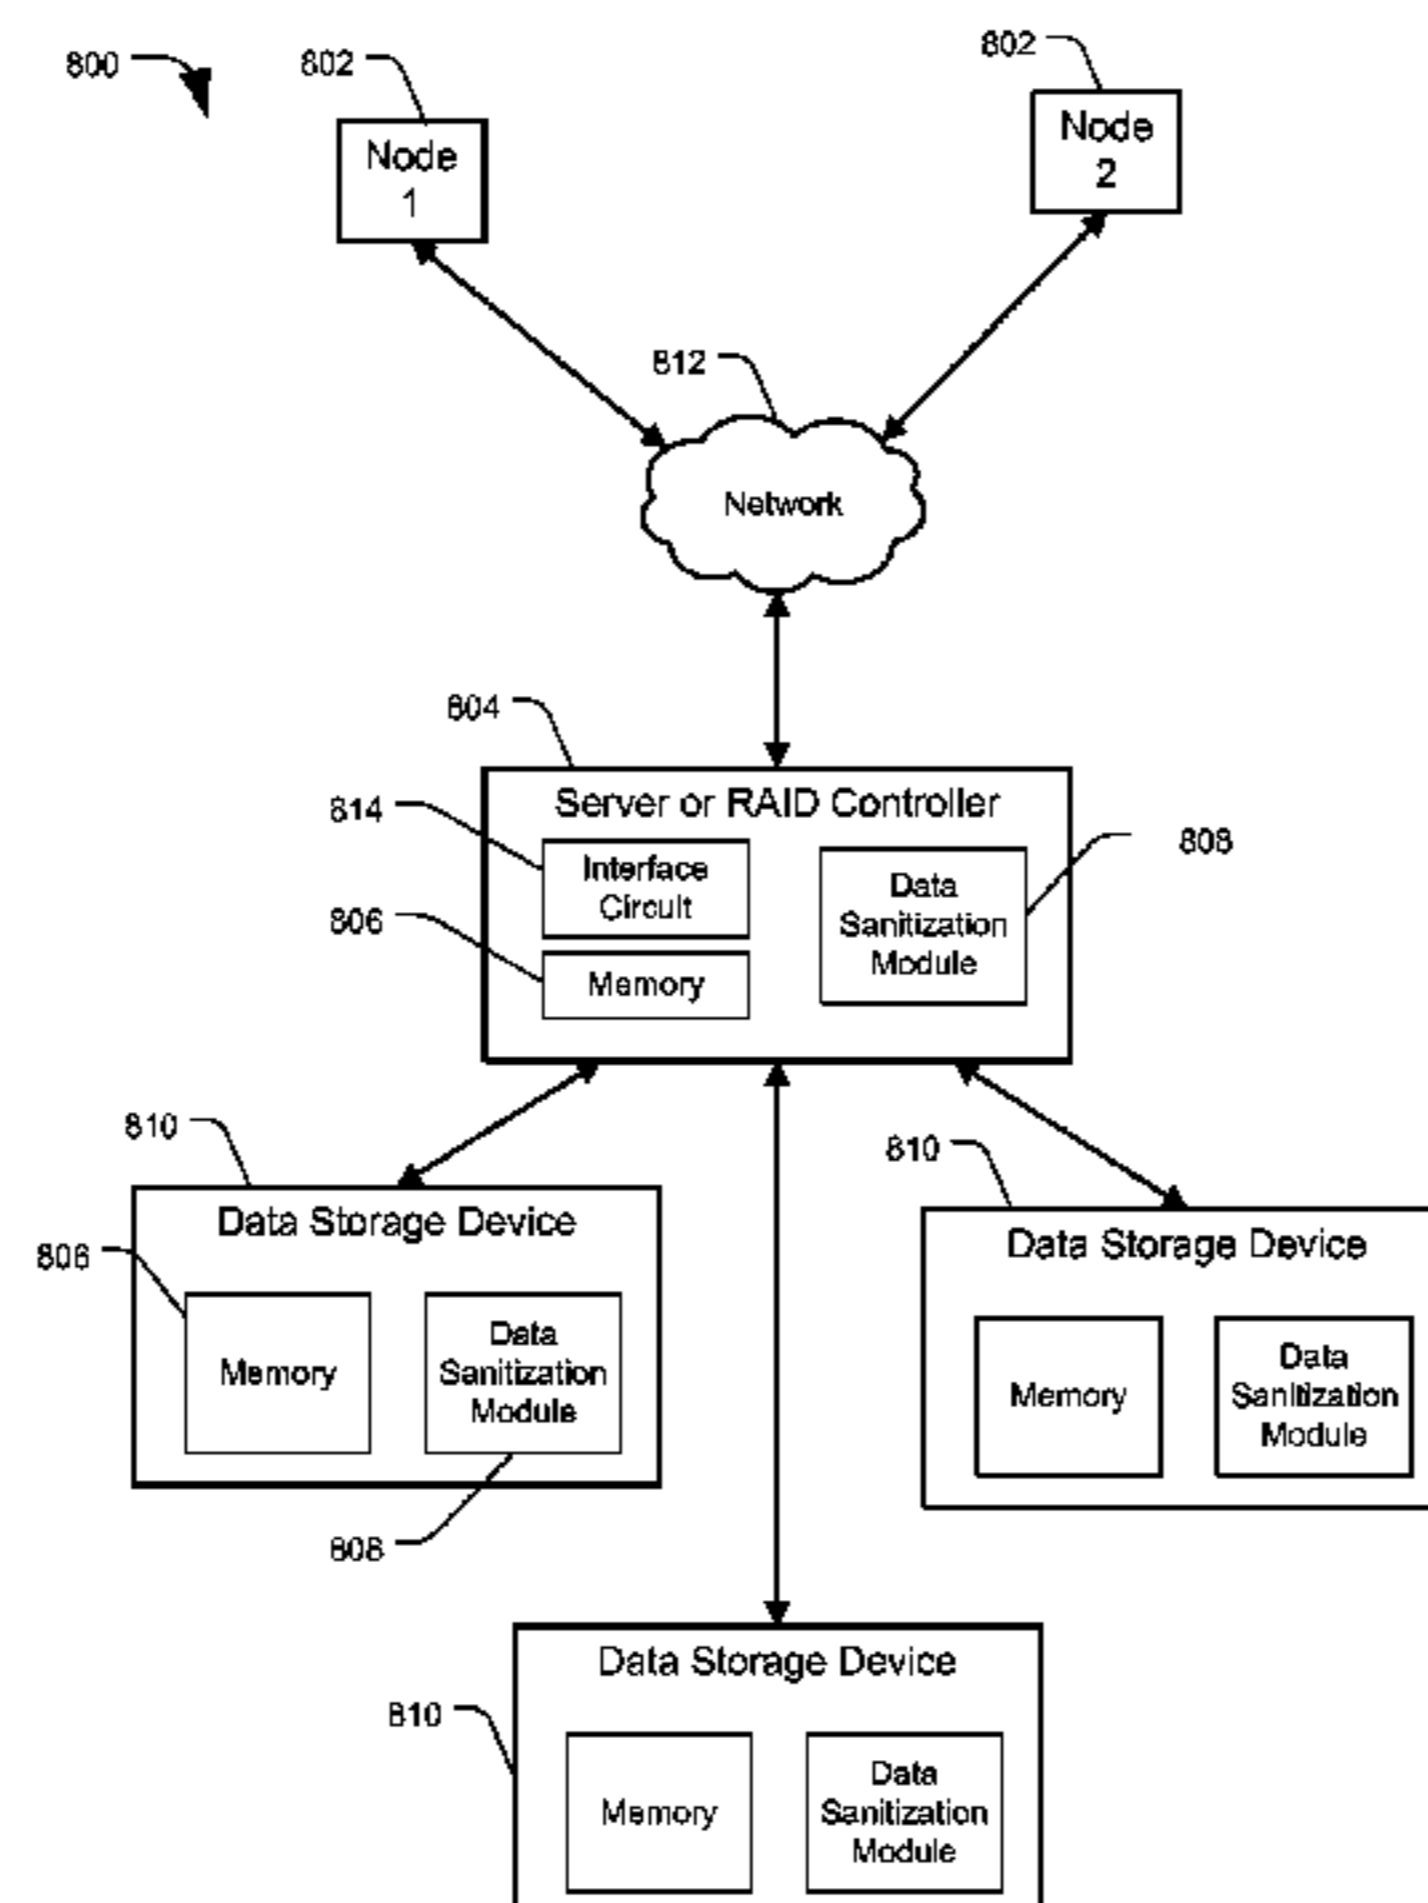 800
802
802
Node
1
Node
2
812
Network
804
Server or RAID Controller
814
Interface
Circuit
808
Data
Sanitization
Module
806
Memory
810
810
Data Storage Device
806
Memory
Data
Sanitization
Module
808
Data Storage Device
Memory
Data
Sanitization
Module
Data Storage Device
810
Memory
Data
Sanitization
Module